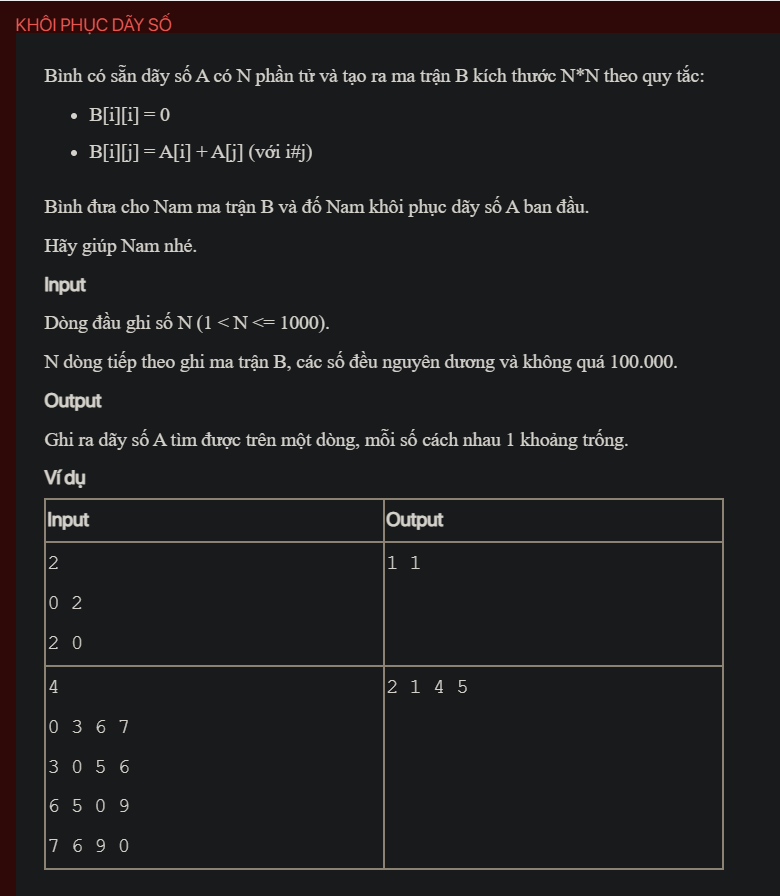 KHÔI PHỤC DÃY SỐ
Bình có sẵn dãy số A có N phần tử và tạo ra ma trận B kích thước N*N theo quy tắc:
• B[i][i] = 0
• B[i][j] = A[i] + A[j] (với i#j)
Bình đưa cho Nam ma trận B và đố Nam khôi phục dãy số A ban đầu.
Hãy giúp Nam nhé.
Input
Dòng đầu ghi số N (1 < N <= 1000).
N dòng tiếp theo ghi ma trận B, các số đều nguyên dương và không quá 100.000.
Output
Ghi ra dãy số A tìm được trên một dòng, mỗi số cách nhau 1 khoảng trống.
Ví dụ
Input Output
2 1 1
0 2
2 0
4 2 1 4 5
0 3 6 7
3 0 5 6
6 5 0 9
7 6 9 0